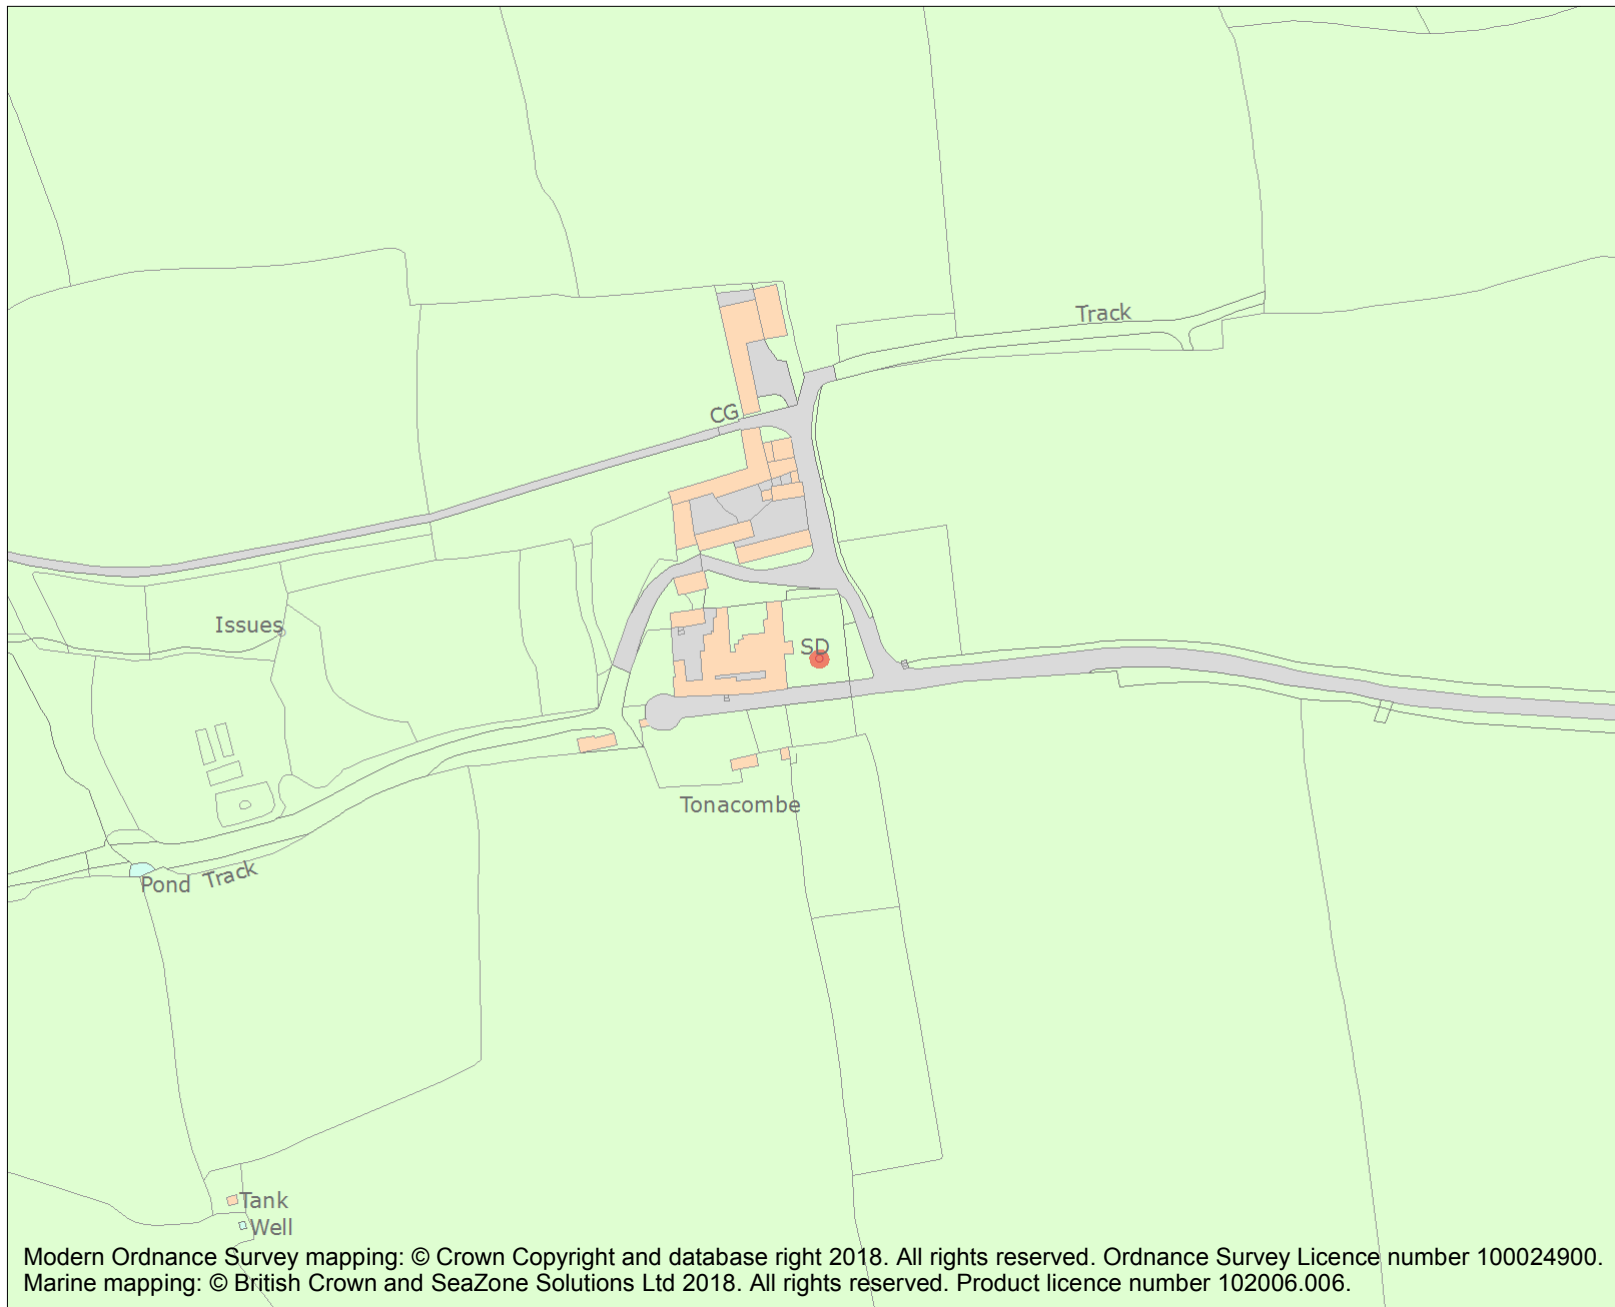 Track
CG
Issues
SD
Tonacombe
Pond Track
Tank
Well
Modern Ordnance Survey mapping: © Crown Copyright and database right 2018. All rights reserved. Ordnance Survey Licence number 100024900.
Marine mapping: © British Crown and SeaZone Solutions Ltd 2018. All rights reserved. Product licence number 102006.006.